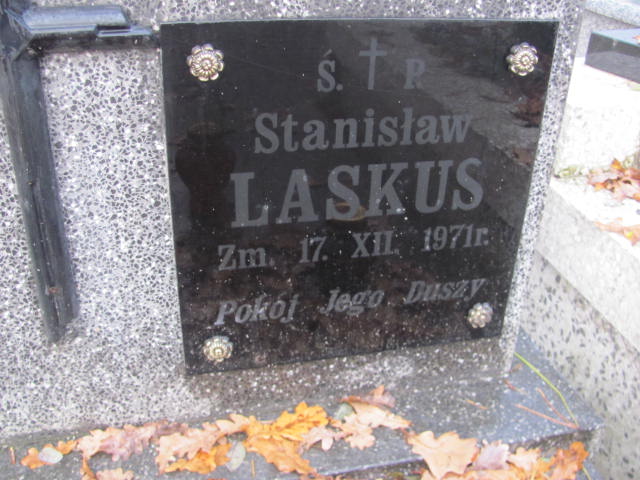 Ś. † P.
Stanisław
LASKUS
Zm. 17. XII. 1971r.
Pokój Jego Duszy